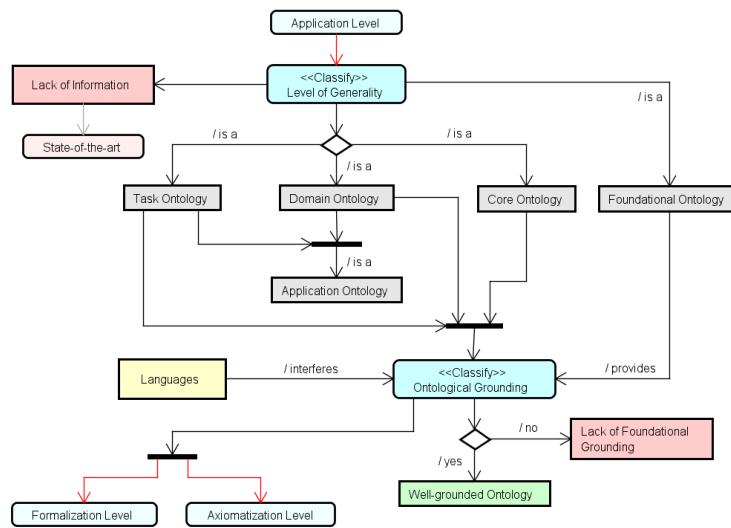 Application Level
<<Classify>>
Level of Generality
Lack of Information
/ is a
State-of-the-art
/ is a
/ is a
/ is a
Task Ontology
Domain Ontology
Core Ontology
Foundational Ontology
/ is a
Application Ontology
Languages
/ interferes
<<Classify>>
Ontological Grounding
/ provides
/ no
Lack of Foundational
Grounding
/ yes
Well-grounded Ontology
Formalization Level
Axiomatization Level